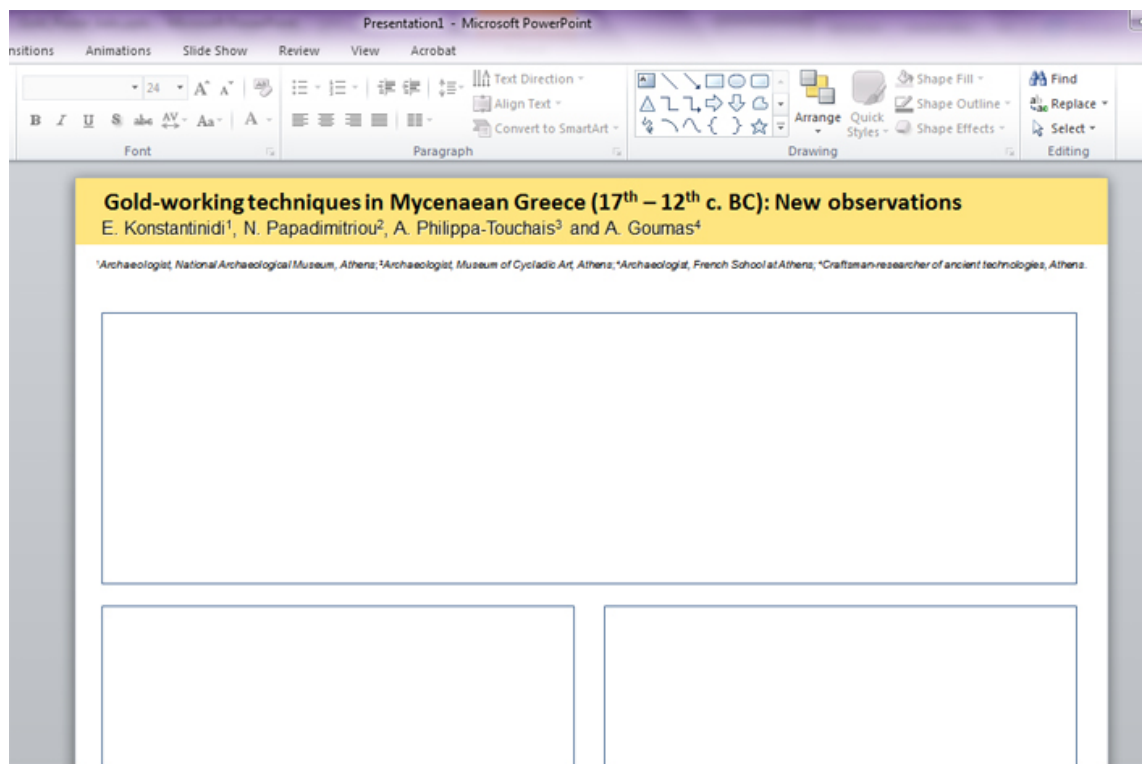 Presentation1 - Microsoft PowerPoint
nsitions Animations Slide Show Review View Acrobat
24 A A Text Direction Shape Fill Find
Align Text Shape Outline Replace
B I U S abc AV Aa A Convert to SmartArt Arrange Quick Styles Shape Effects Select
Font Paragraph Drawing Editing
Gold-working techniques in Mycenaean Greece (17th – 12th c. BC): New observations
E. Konstantinidi¹, N. Papadimitriou², A. Philippa-Touchais³ and A. Goumas⁴
¹Archaeologist, National Archaeological Museum, Athens; ²Archaeologist, Museum of Cycladic Art, Athens; ³Archaeologist, French School at Athens; ⁴Craftsman-researcher of ancient technologies, Athens.